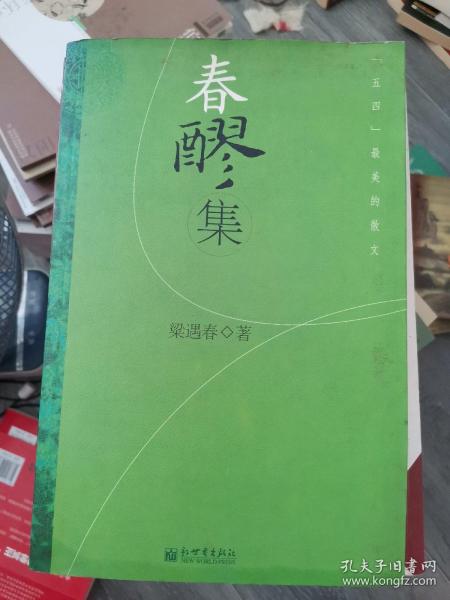 春醪集
「五四」最美的散文
梁遇春◇著
新世界出版社
NEW WORLD PRESS
孔夫子旧书网
www.kongfz.com